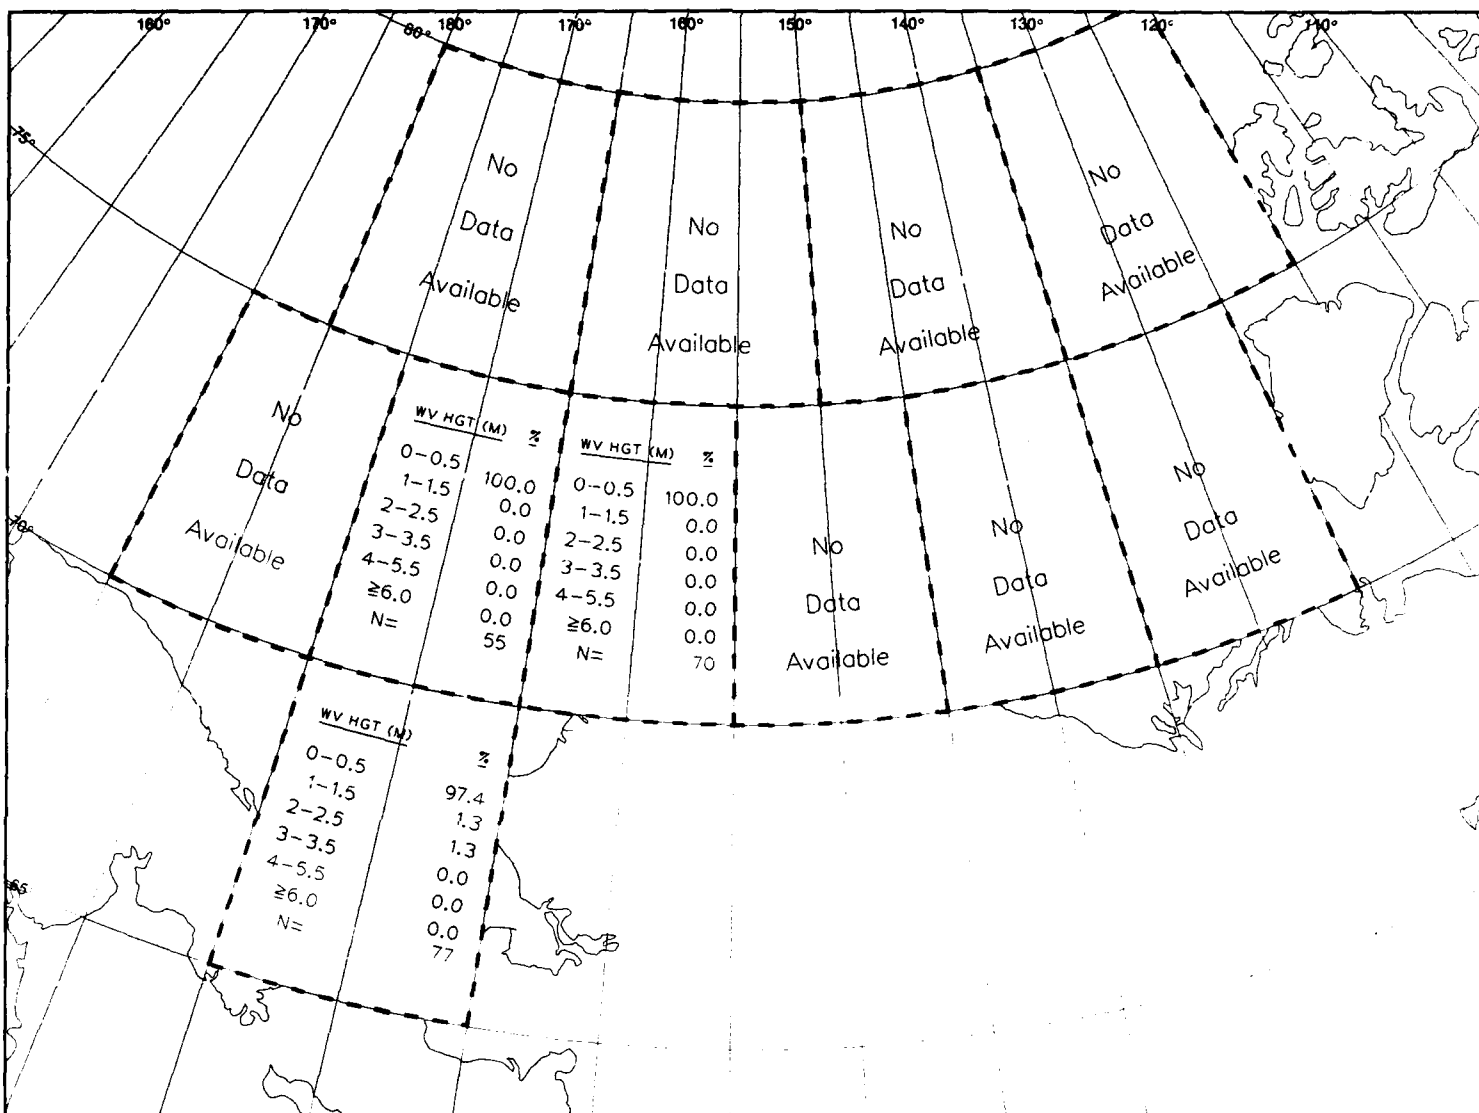 160° 170° 180° 170° 160° 150° 140° 130° 120° 110°
80°
75°
70°
65
No
Data
Available
No
Data
Available
No
Data
Available
No
Data
Available
No
Data
Available
WV HGT (M) %
0-0.5 100.0
1-1.5 0.0
2-2.5 0.0
3-3.5 0.0
4-5.5 0.0
≥6.0 0.0
N= 55
WV HGT (M) %
0-0.5 100.0
1-1.5 0.0
2-2.5 0.0
3-3.5 0.0
4-5.5 0.0
≥6.0 0.0
N= 70
No
Data
Available
No
Data
Available
No
Data
Available
WV HGT (M) %
0-0.5 97.4
1-1.5 1.3
2-2.5 1.3
3-3.5 0.0
4-5.5 0.0
≥6.0 0.0
N= 77